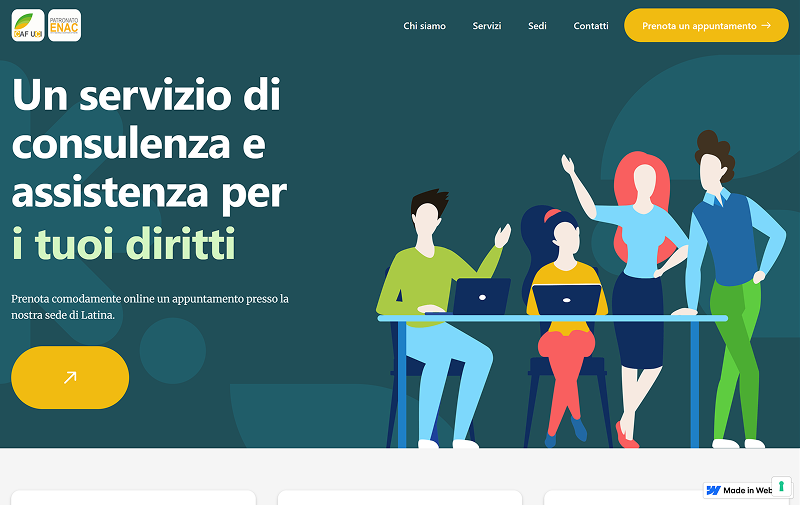 CAF UCI
PATRONATO
ENAC
Chi siamo
Servizi
Sedi
Contatti
Prenota un appuntamento
Un servizio di
consulenza e
assistenza per
i tuoi diritti
Prenota comodamente online un appuntamento presso la
nostra sede di Latina.
Made in Web